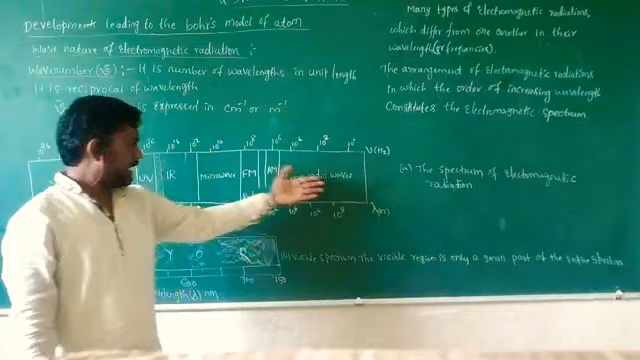 Developments leading to the bohr's model of atom
Wave nature of Electromagnetic radiation :-
Wavenumber (ν̅) :- It is number of wavelengths in unit length
it is reciprocal of wavelength
is expressed in cm⁻¹ or m⁻¹
Many types of Electromagnetic radiations,
which differ from one another in their
wavelength (or frequencies).
The arrangement of Electromagnetic radiations
in which the order of increasing wavelength
Constitutes the Electromagnetic spectrum.
ν(Hz)
UV IR Microwave FM AM radio waves
(a) The spectrum of Electromagnetic
radiation
Y O
visible spectrum The visible region is only a small part of the entire spectrum
600 700 750
wavelength(λ) nm